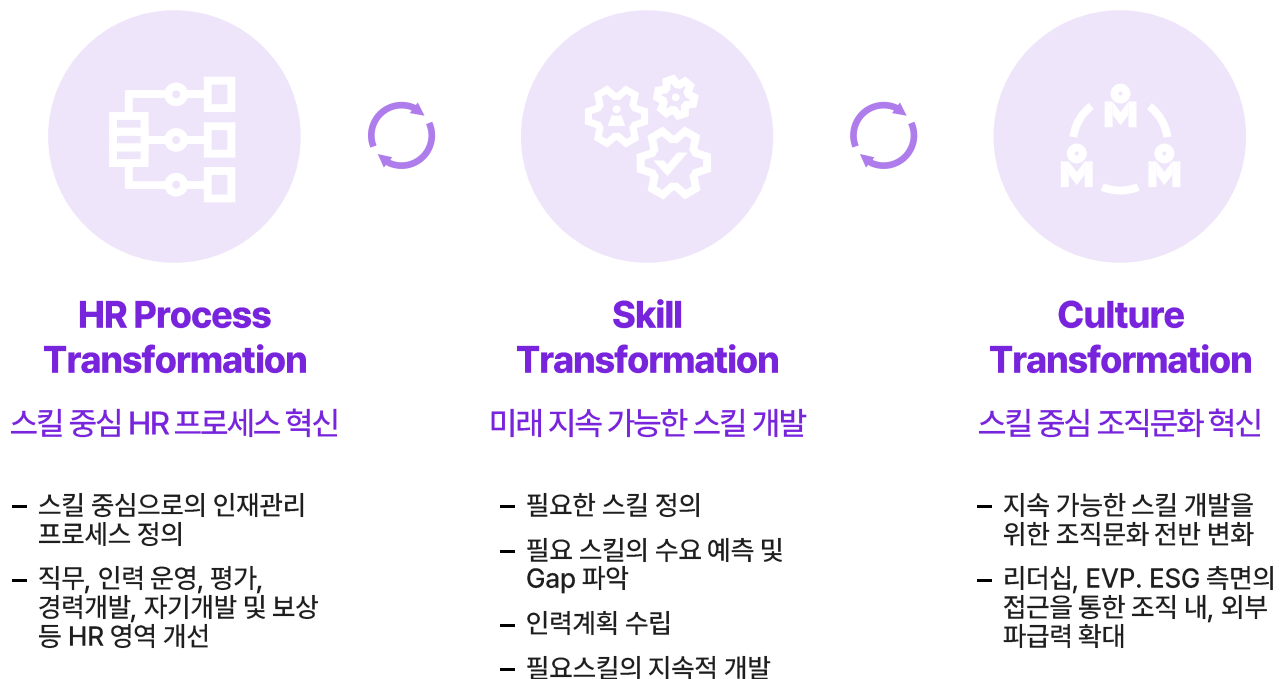 HR Process
Transformation
스킬 중심 HR 프로세스 혁신
– 스킬 중심으로의 인재관리
프로세스 정의
– 직무, 인력 운영, 평가,
경력개발, 자기개발 및 보상
등 HR 영역 개선
Skill
Transformation
미래 지속 가능한 스킬 개발
– 필요한 스킬 정의
– 필요 스킬의 수요 예측 및
Gap 파악
– 인력계획 수립
– 필요스킬의 지속적 개발
Culture
Transformation
스킬 중심 조직문화 혁신
– 지속 가능한 스킬 개발을
위한 조직문화 전반 변화
– 리더십, EVP. ESG 측면의
접근을 통한 조직 내, 외부
파급력 확대